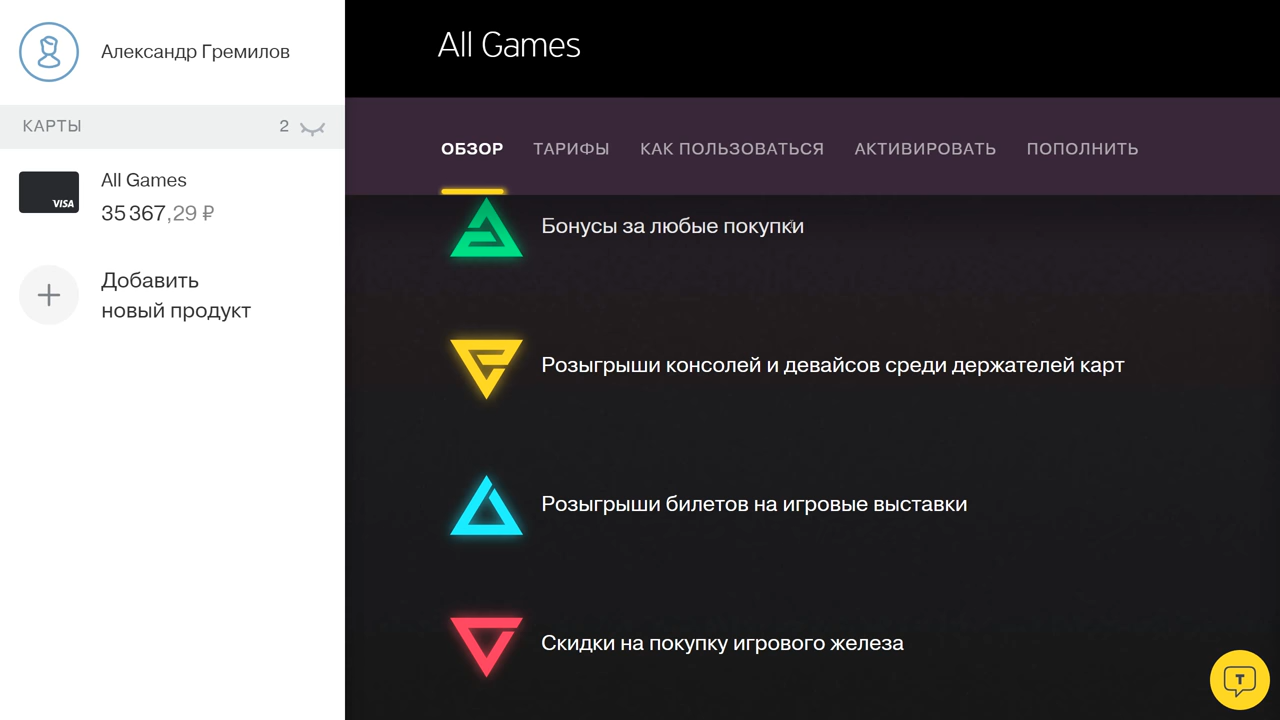 Александр Гремилов
КАРТЫ 2
All Games
35 367,29 ₽
VISA
Добавить
новый продукт
All Games
ОБЗОР ТАРИФЫ КАК ПОЛЬЗОВАТЬСЯ АКТИВИРОВАТЬ ПОПОЛНИТЬ
Бонусы за любые покупки
Розыгрыши консолей и девайсов среди держателей карт
Розыгрыши билетов на игровые выставки
Скидки на покупку игрового железа
Т